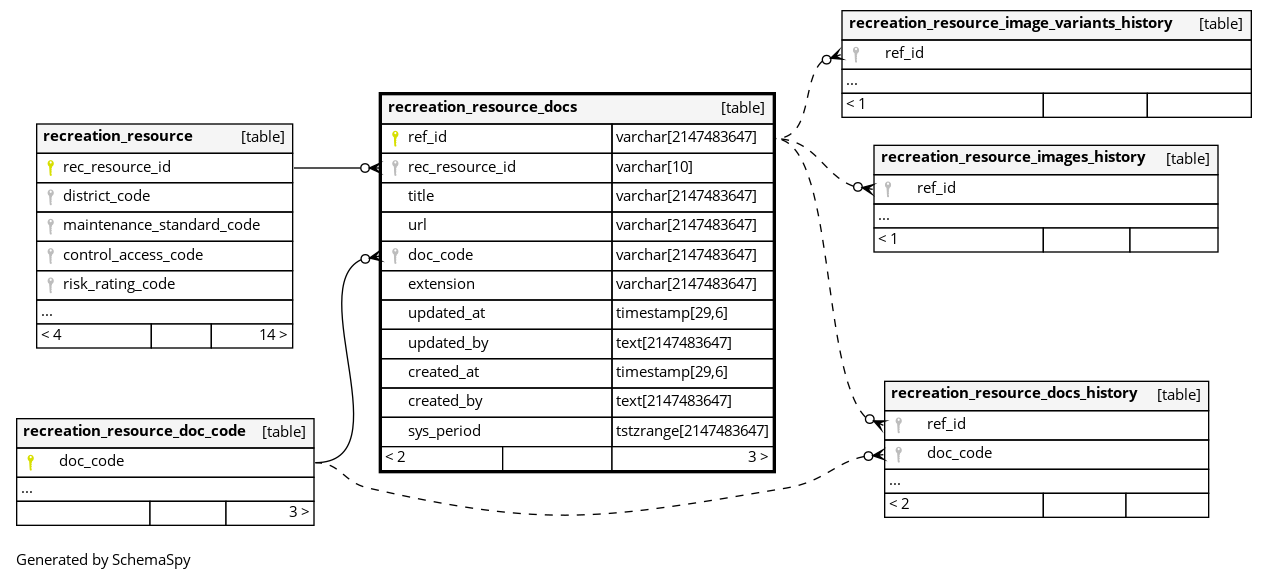 recreation_resource_image_variants_history [table]
ref_id
...
< 1
recreation_resource_docs [table]
ref_id varchar[2147483647]
rec_resource_id varchar[10]
title varchar[2147483647]
url varchar[2147483647]
doc_code varchar[2147483647]
extension varchar[2147483647]
updated_at timestamp[29,6]
updated_by text[2147483647]
created_at timestamp[29,6]
created_by text[2147483647]
sys_period tstzrange[2147483647]
< 2 3 >
recreation_resource [table]
rec_resource_id
district_code
maintenance_standard_code
control_access_code
risk_rating_code
...
< 4 14 >
recreation_resource_images_history [table]
ref_id
...
< 1
recreation_resource_docs_history [table]
ref_id
doc_code
...
< 2
recreation_resource_doc_code [table]
doc_code
...
3 >
Generated by SchemaSpy